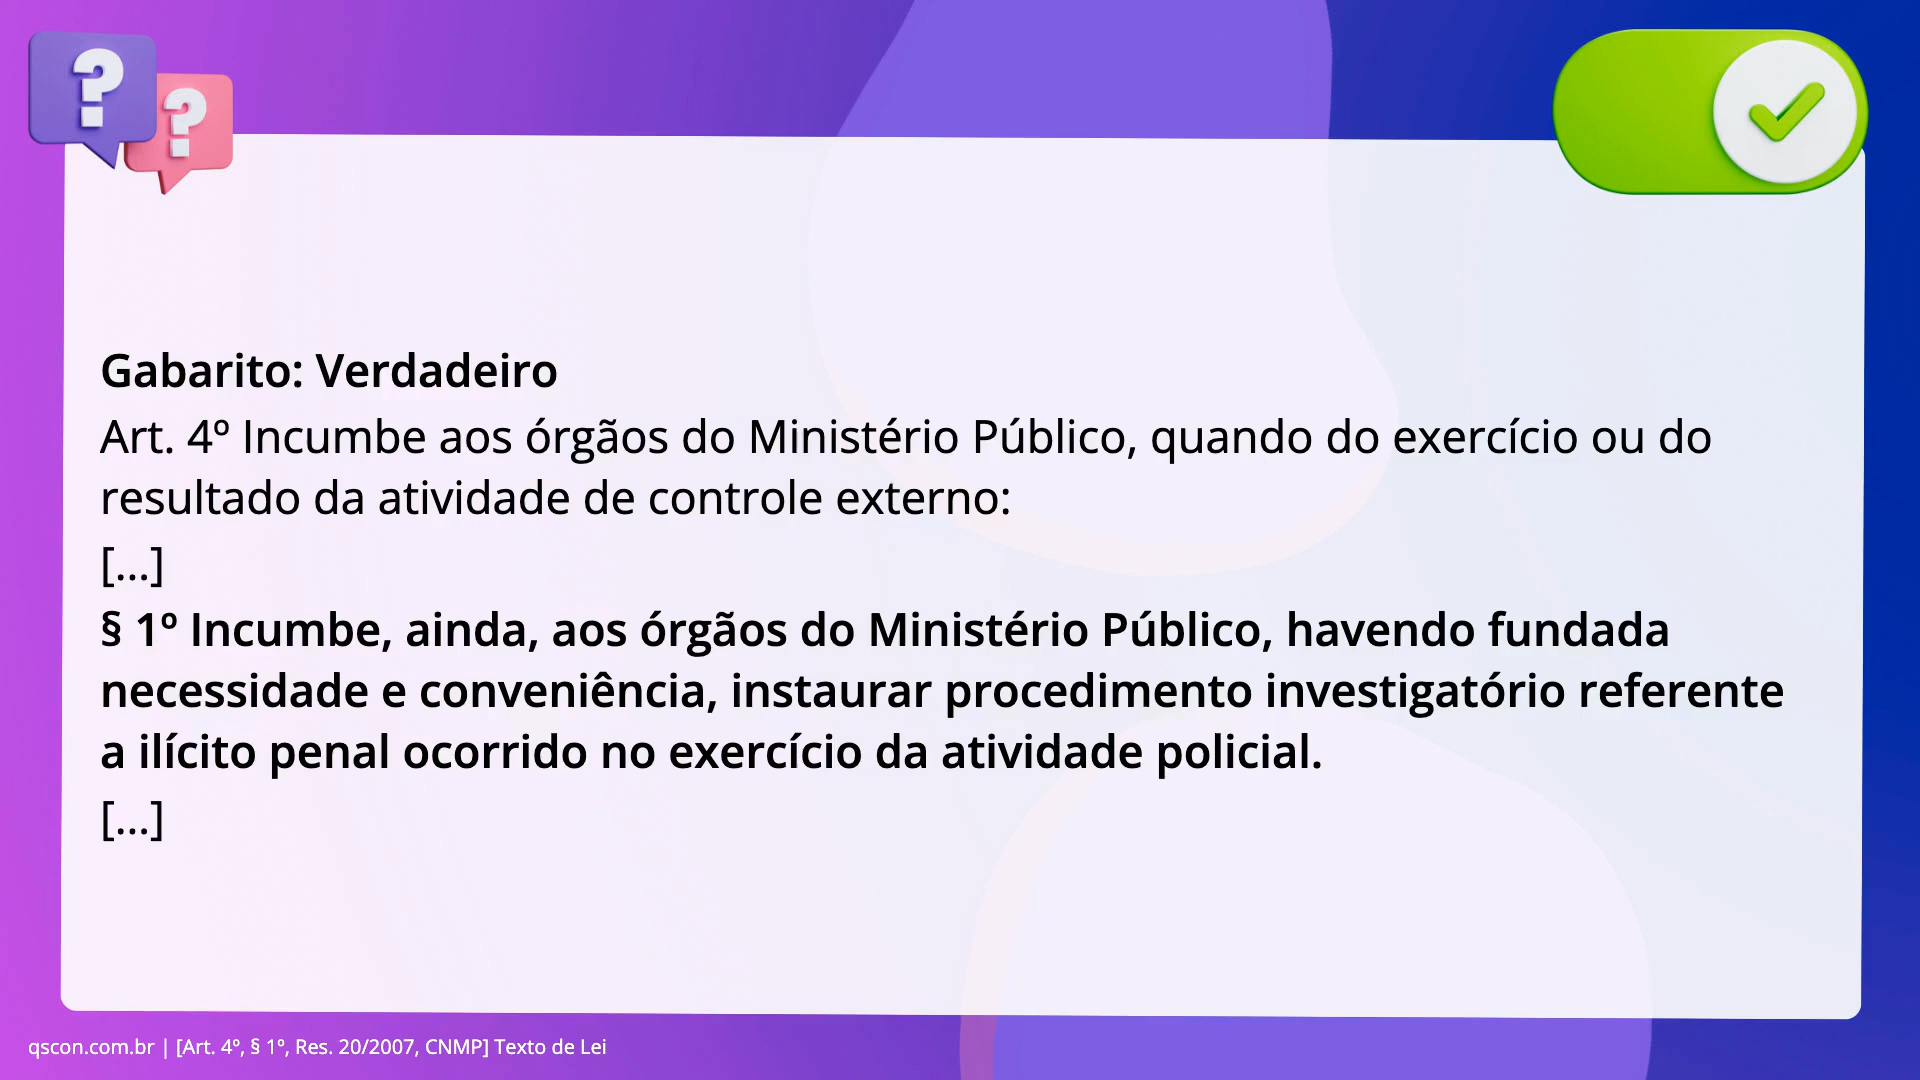 ?
?
Gabarito: Verdadeiro
Art. 4º Incumbe aos órgãos do Ministério Público, quando do exercício ou do
resultado da atividade de controle externo:
[...]
§ 1º Incumbe, ainda, aos órgãos do Ministério Público, havendo fundada
necessidade e conveniência, instaurar procedimento investigatório referente
a ilícito penal ocorrido no exercício da atividade policial.
[...]
qscon.com.br | [Art. 4º, § 1º, Res. 20/2007, CNMP] Texto de Lei